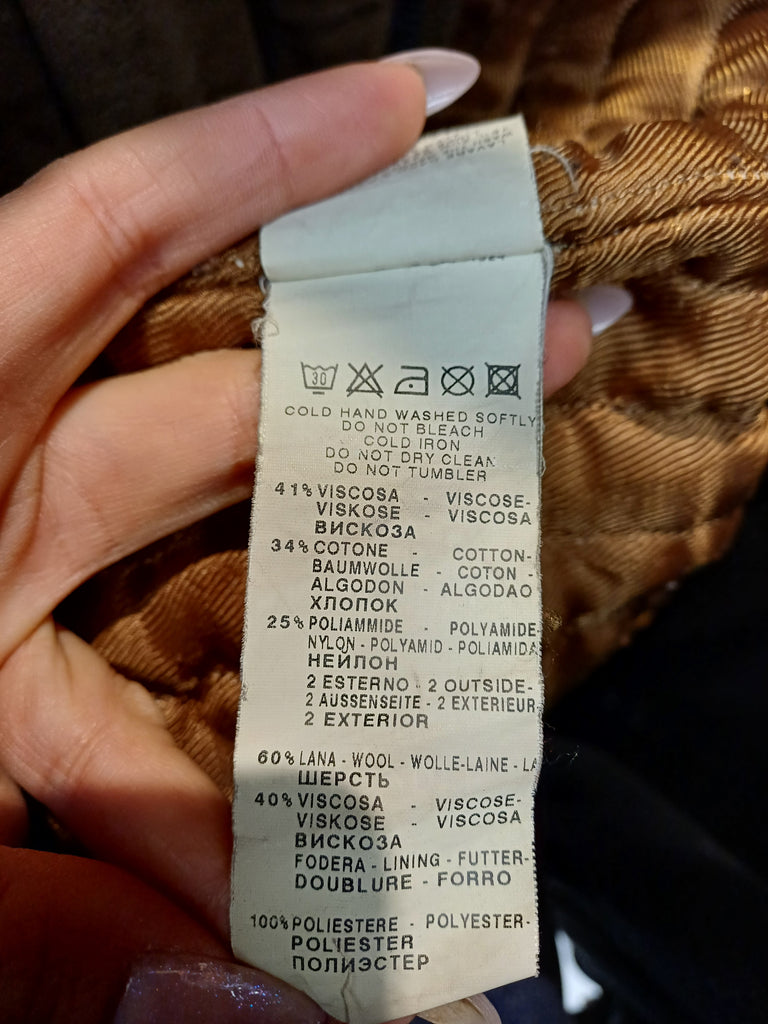 30
COLD HAND WASHED SOFTLY
DO NOT BLEACH
COLD IRON
DO NOT DRY CLEAN
DO NOT TUMBLER
41% VISCOSA - VISCOSE-
VISKOSE - VISCOSA
ВИСКОЗА
34% COTONE - COTTON-
BAUMWOLLE - COTON -
ALGODON - ALGODAO
ХЛОПОК
25% POLIAMMIDE - POLYAMIDE-
NYLON - POLYAMID - POLIAMIDA
НЕЙЛОН
2 ESTERNO - 2 OUTSIDE-
2 AUSSENSEITE - 2 EXTERIEUR-
2 EXTERIOR
60% LANA - WOOL - WOLLE-LAINE - LA
ШЕРСТЬ
40% VISCOSA - VISCOSE-
VISKOSE - VISCOSA
ВИСКОЗА
FODERA - LINING - FUTTER-
DOUBLURE - FORRO
100% POLIESTERE - POLYESTER-
POLIESTER
ПОЛИЭСТЕР